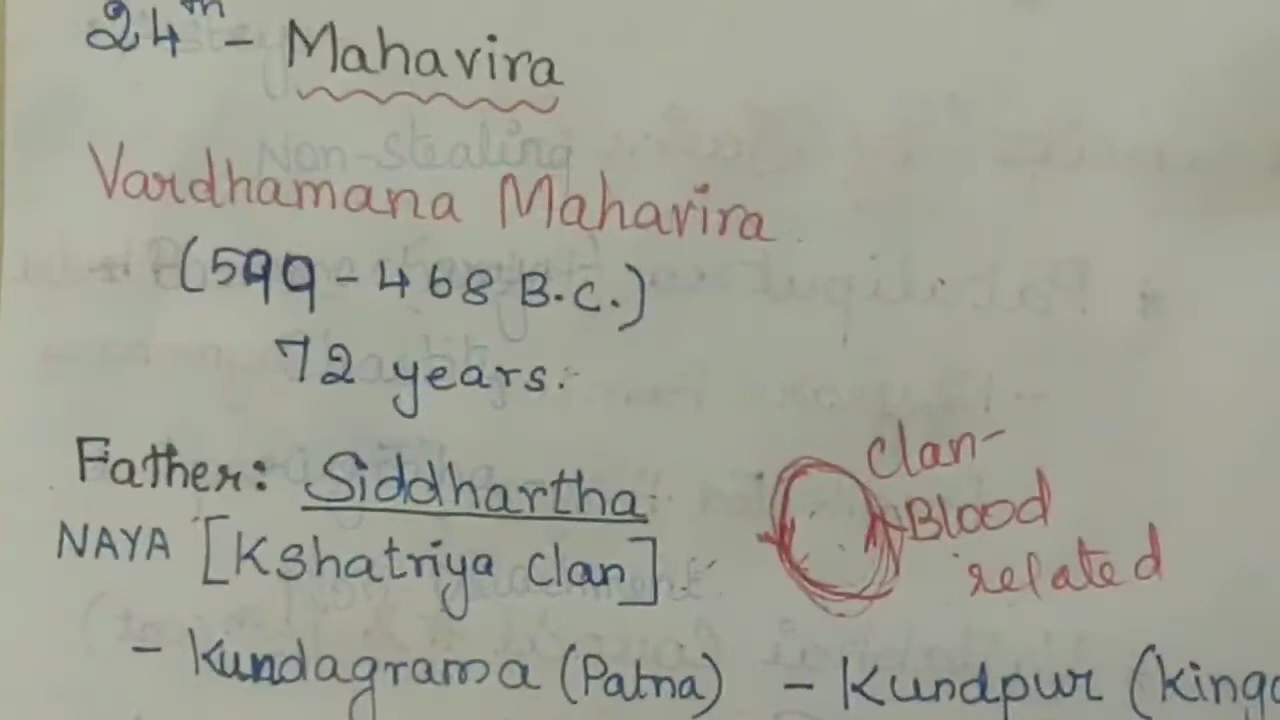 24th - Mahavira
Vardhamana Mahavira
(599 - 468 B.C.)
72 years.
Father: Siddhartha
NAYA [Kshatriya clan]
clan-
Blood
related
- Kundagrama (Patna) - Kundpur (king